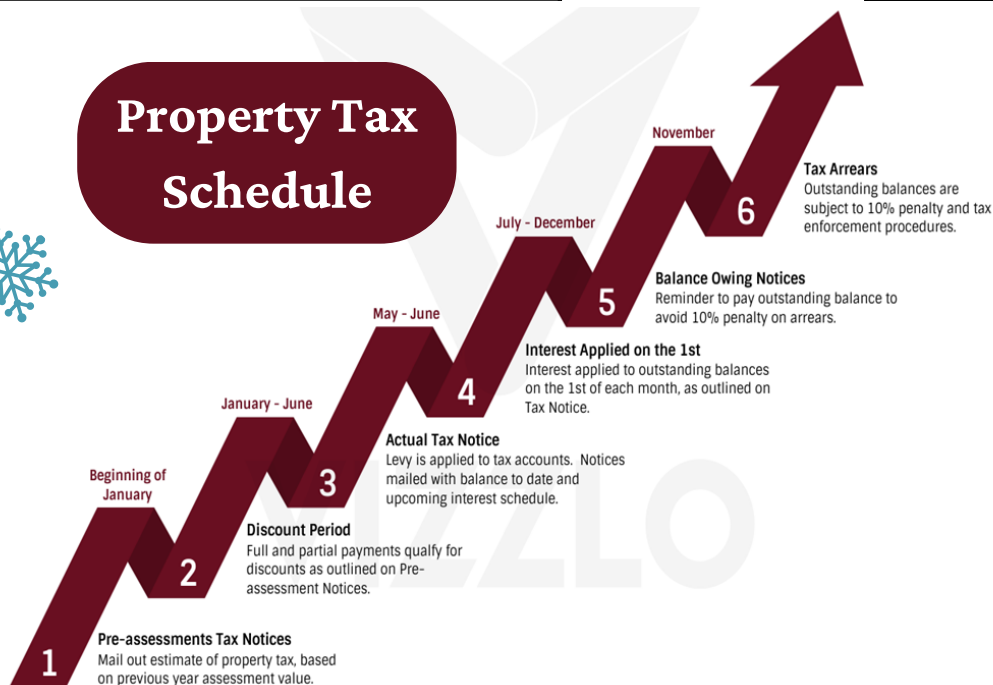 Property Tax
Schedule
Beginning of
January
1
Pre-assessments Tax Notices
Mail out estimate of property tax, based
on previous year assessment value.
January - June
2
Discount Period
Full and partial payments qualfy for
discounts as outlined on Pre-
assessment Notices.
May - June
3
Actual Tax Notice
Levy is applied to tax accounts. Notices
mailed with balance to date and
upcoming interest schedule.
July - December
4
Interest Applied on the 1st
Interest applied to outstanding balances
on the 1st of each month, as outlined on
Tax Notice.
November
5
Balance Owing Notices
Reminder to pay outstanding balance to
avoid 10% penalty on arrears.
6
Tax Arrears
Outstanding balances are
subject to 10% penalty and tax
enforcement procedures.
VIZZLO